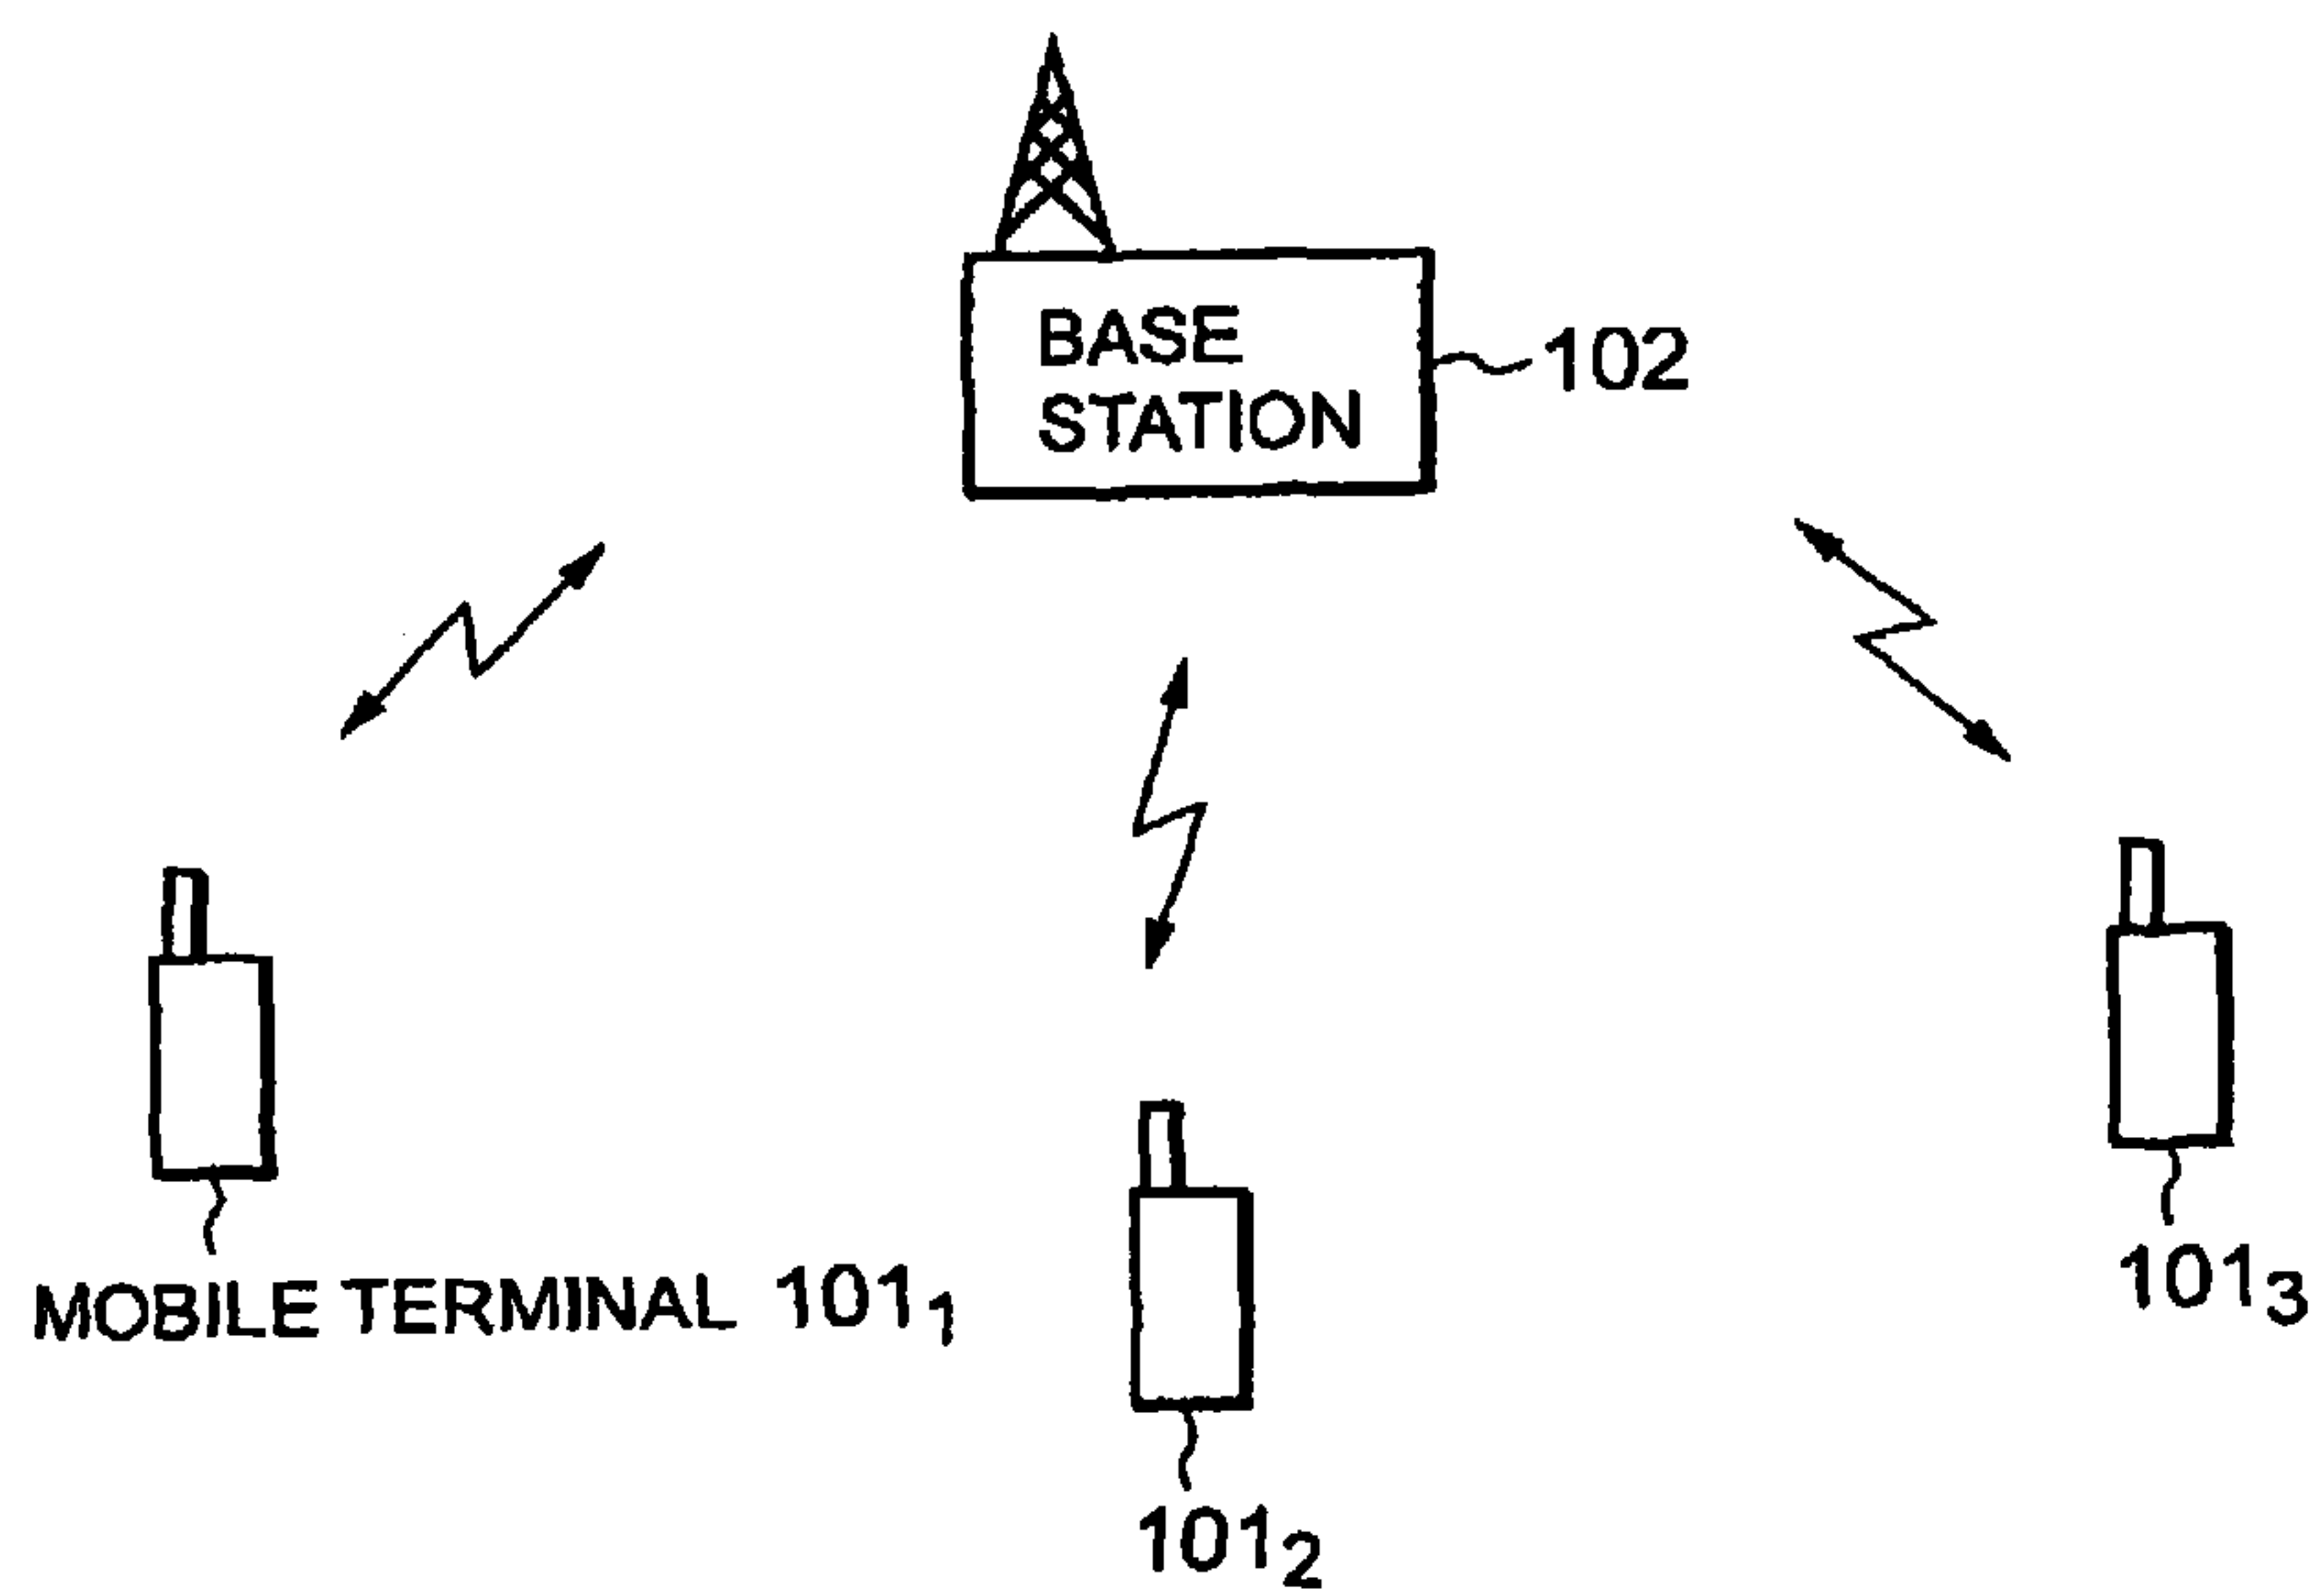 BASE
STATION
102
MOBILE TERMINAL 101₁
101₂
101₃